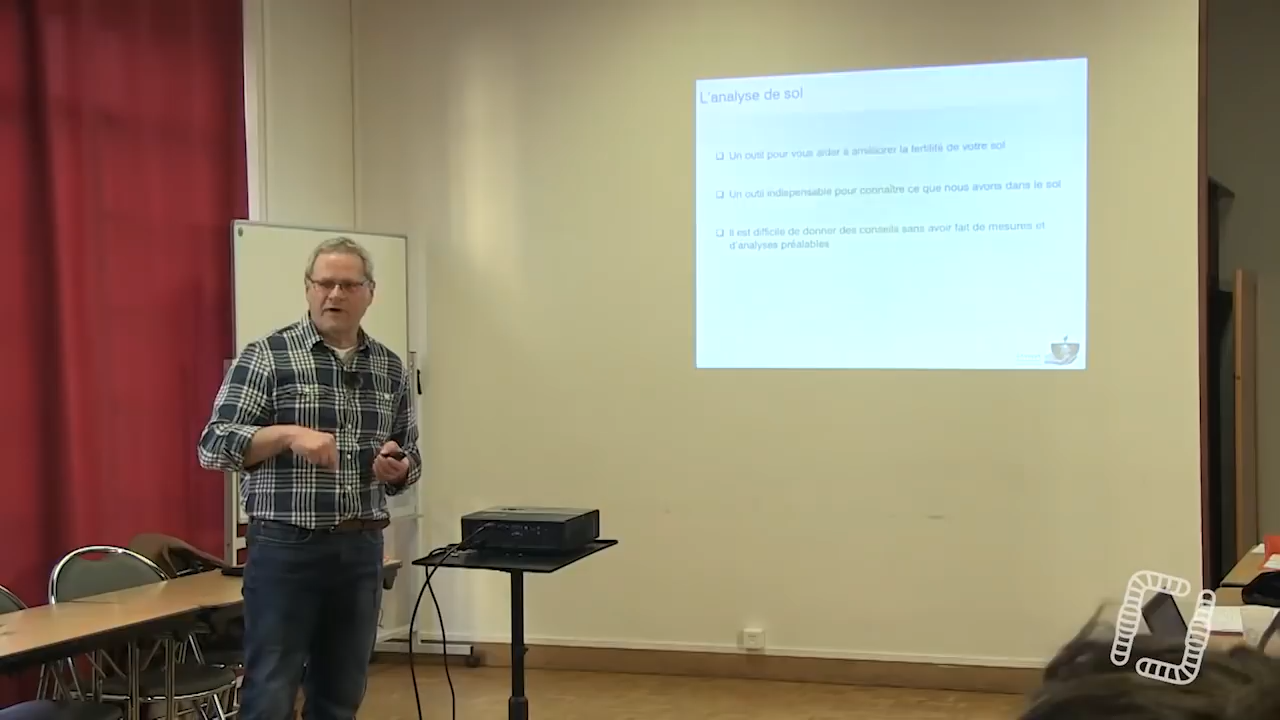 L'analyse de sol
❑ Un outil pour vous aider à améliorer la fertilité de votre sol
❑ Un outil indispensable pour connaître ce que nous avons dans le sol
❑ Il est difficile de donner des conseils sans avoir fait de mesures et
d'analyses préalables